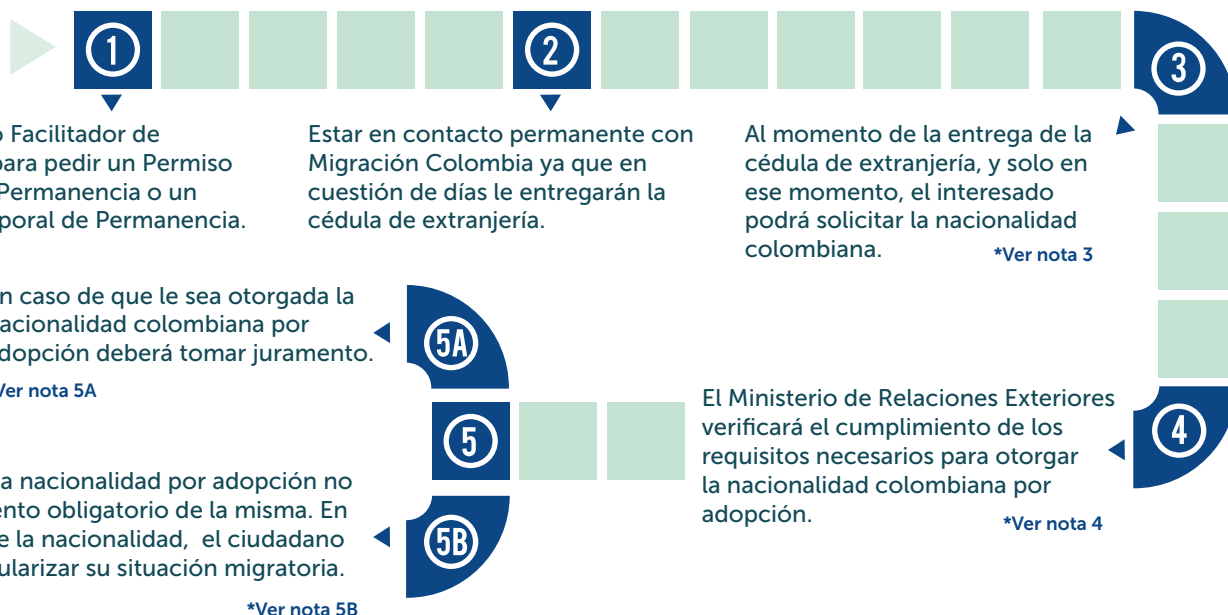 1
2
3
o Facilitador de
para pedir un Permiso
Permanencia o un
poral de Permanencia.
Estar en contacto permanente con
Migración Colombia ya que en
cuestión de días le entregarán la
cédula de extranjería.
Al momento de la entrega de la
cédula de extranjería, y solo en
ese momento, el interesado
podrá solicitar la nacionalidad
colombiana.
*Ver nota 3
4
El Ministerio de Relaciones Exteriores
verificará el cumplimiento de los
requisitos necesarios para otorgar
la nacionalidad colombiana por
adopción.
*Ver nota 4
5
5A
n caso de que le sea otorgada la
acionalidad colombiana por
dopción deberá tomar juramento.
Ver nota 5A
5B
a nacionalidad por adopción no
ento obligatorio de la misma. En
e la nacionalidad, el ciudadano
ularizar su situación migratoria.
*Ver nota 5B